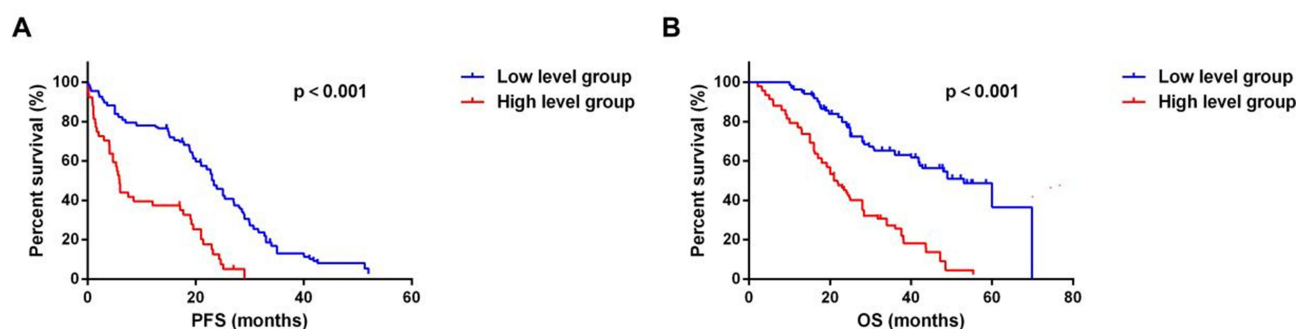 A
Percent survival (%)
100
80
60
40
20
0
0 20 40 60
PFS (months)
p < 0.001
Low level group
High level group
B
Percent survival (%)
100
80
60
40
20
0
0 20 40 60 80
OS (months)
p < 0.001
Low level group
High level group